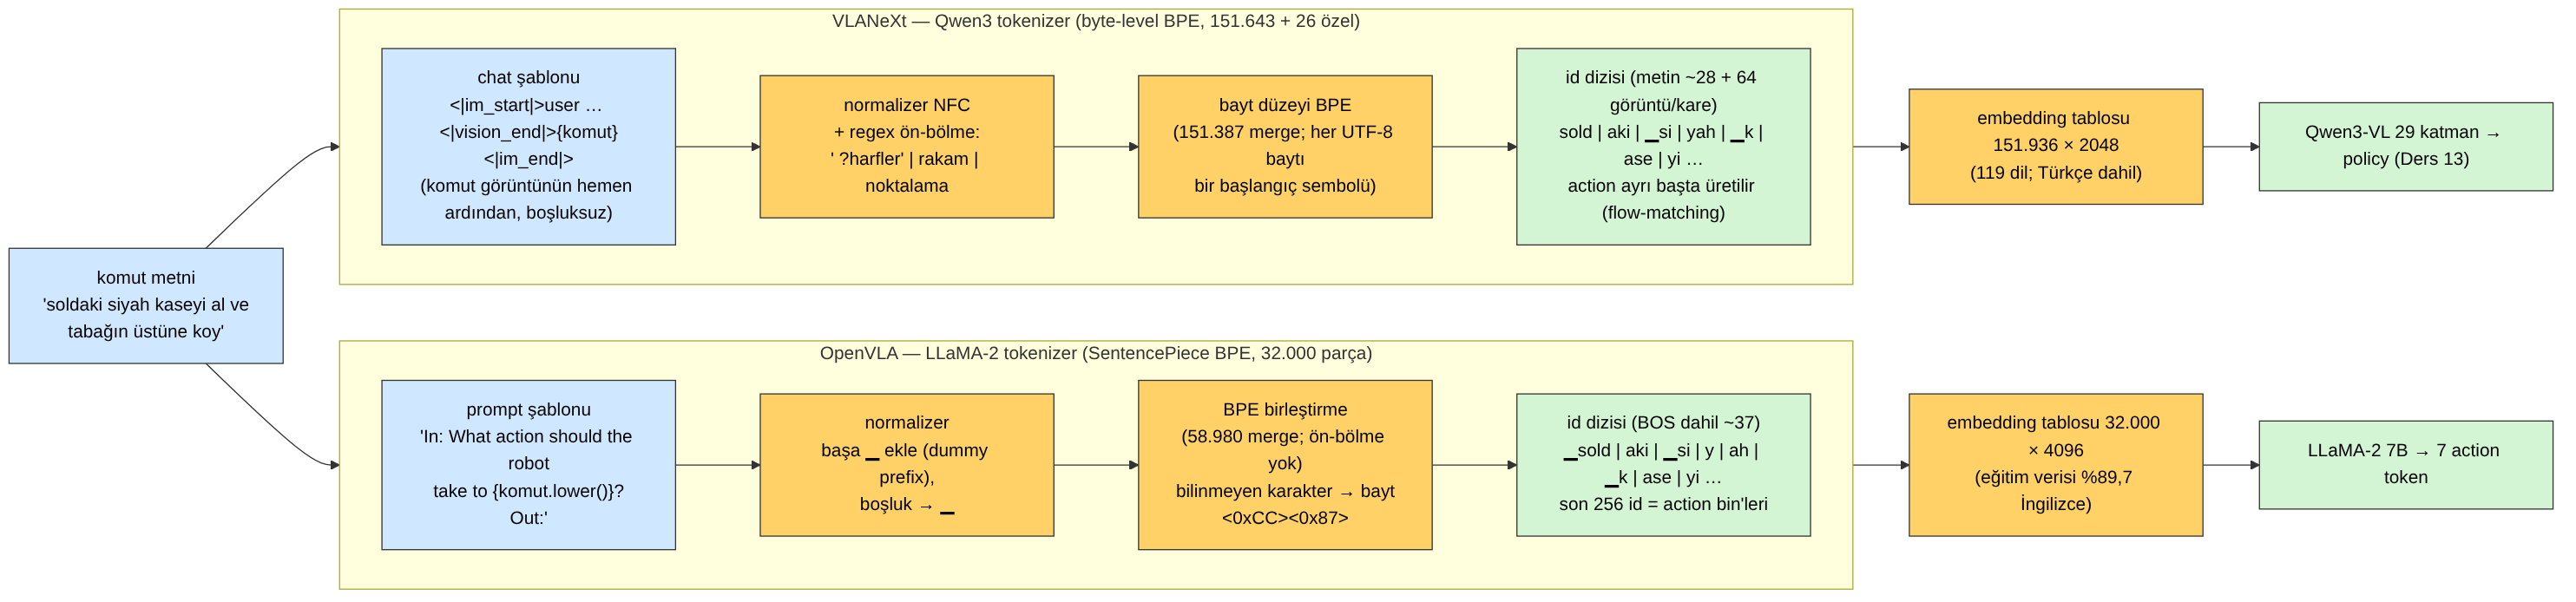 komut metni
'soldaki siyah kaseyi al ve
tabağın üstüne koy'
VLANeXt — Qwen3 tokenizer (byte-level BPE, 151.643 + 26 özel)
chat şablonu
<|im_start|>user …
<|vision_end|>{komut}
<|im_end|>
(komut görüntünün hemen
ardından, boşluksuz)
normalizer NFC
+ regex ön-bölme:
' ?harfler' | rakam |
noktalama
bayt düzeyi BPE
(151.387 merge; her UTF-8
baytı
bir başlangıç sembolü)
id dizisi (metin ~28 + 64
görüntü/kare)
sold | aki | ▁si | yah | ▁k |
ase | yi …
action ayrı başta üretilir
(flow-matching)
embedding tablosu
151.936 × 2048
(119 dil; Türkçe dahil)
Qwen3-VL 29 katman →
policy (Ders 13)
OpenVLA — LLaMA-2 tokenizer (SentencePiece BPE, 32.000 parça)
prompt şablonu
'In: What action should the
robot
take to {komut.lower()}?
Out:'
normalizer
başa ▁ ekle (dummy
prefix),
boşluk → ▁
BPE birleştirme
(58.980 merge; ön-bölme
yok)
bilinmeyen karakter → bayt
<0xCC><0x87>
id dizisi (BOS dahil ~37)
▁sold | aki | ▁si | y | ah |
▁k | ase | yi …
son 256 id = action bin'leri
embedding tablosu 32.000
× 4096
(eğitim verisi %89,7
İngilizce)
LLaMA-2 7B → 7 action
token